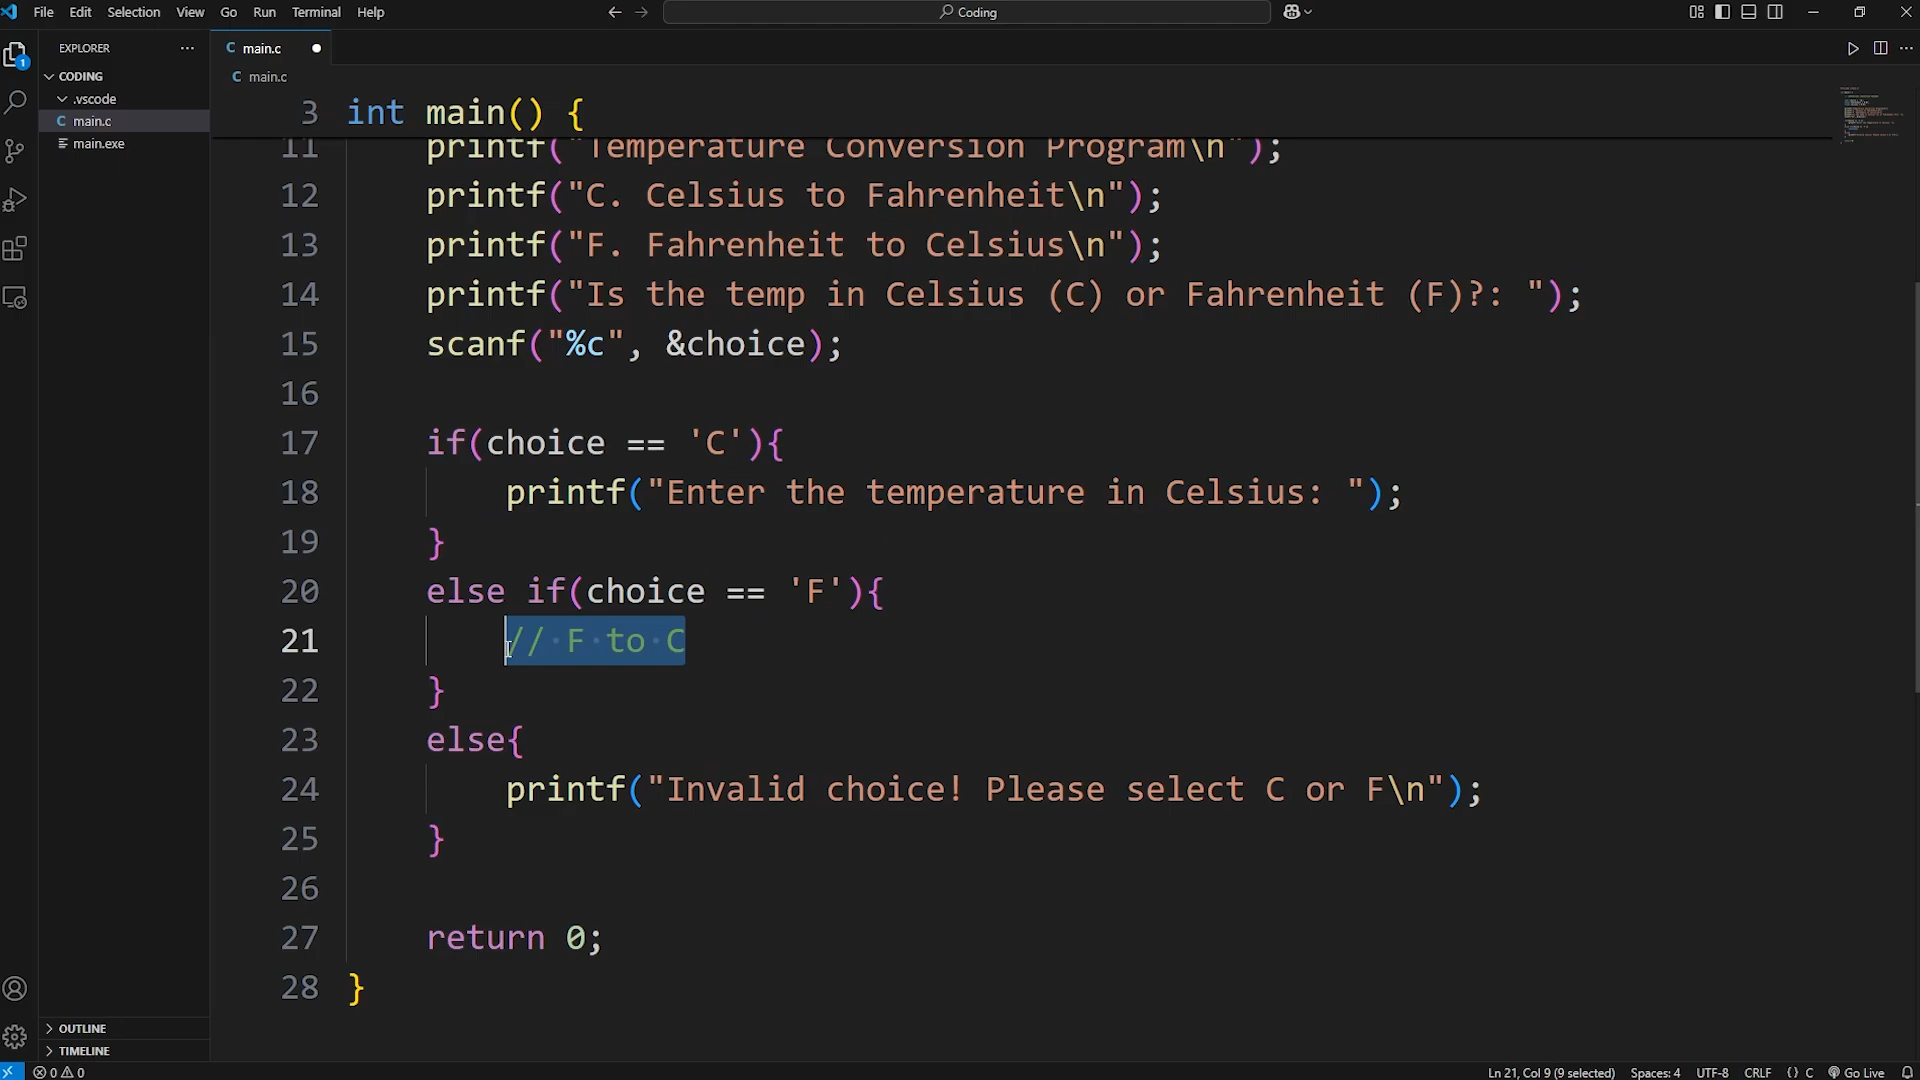 File Edit Selection View Go Run Terminal Help
Coding
EXPLORER
CODING
.vscode
C main.c
main.exe
1
C main.c
C main.c
3 int main() {
11 printf("Temperature Conversion Program\n");
12 printf("C. Celsius to Fahrenheit\n");
13 printf("F. Fahrenheit to Celsius\n");
14 printf("Is the temp in Celsius (C) or Fahrenheit (F)?: ");
15 scanf("%c", &choice);
16
17 if(choice == 'C'){
18 printf("Enter the temperature in Celsius: ");
19 }
20 else if(choice == 'F'){
21 // F to C
22 }
23 else{
24 printf("Invalid choice! Please select C or F\n");
25 }
26
27 return 0;
28 }
OUTLINE
TIMELINE
0 0
Ln 21, Col 9 (9 selected) Spaces: 4 UTF-8 CRLF {} C Go Live